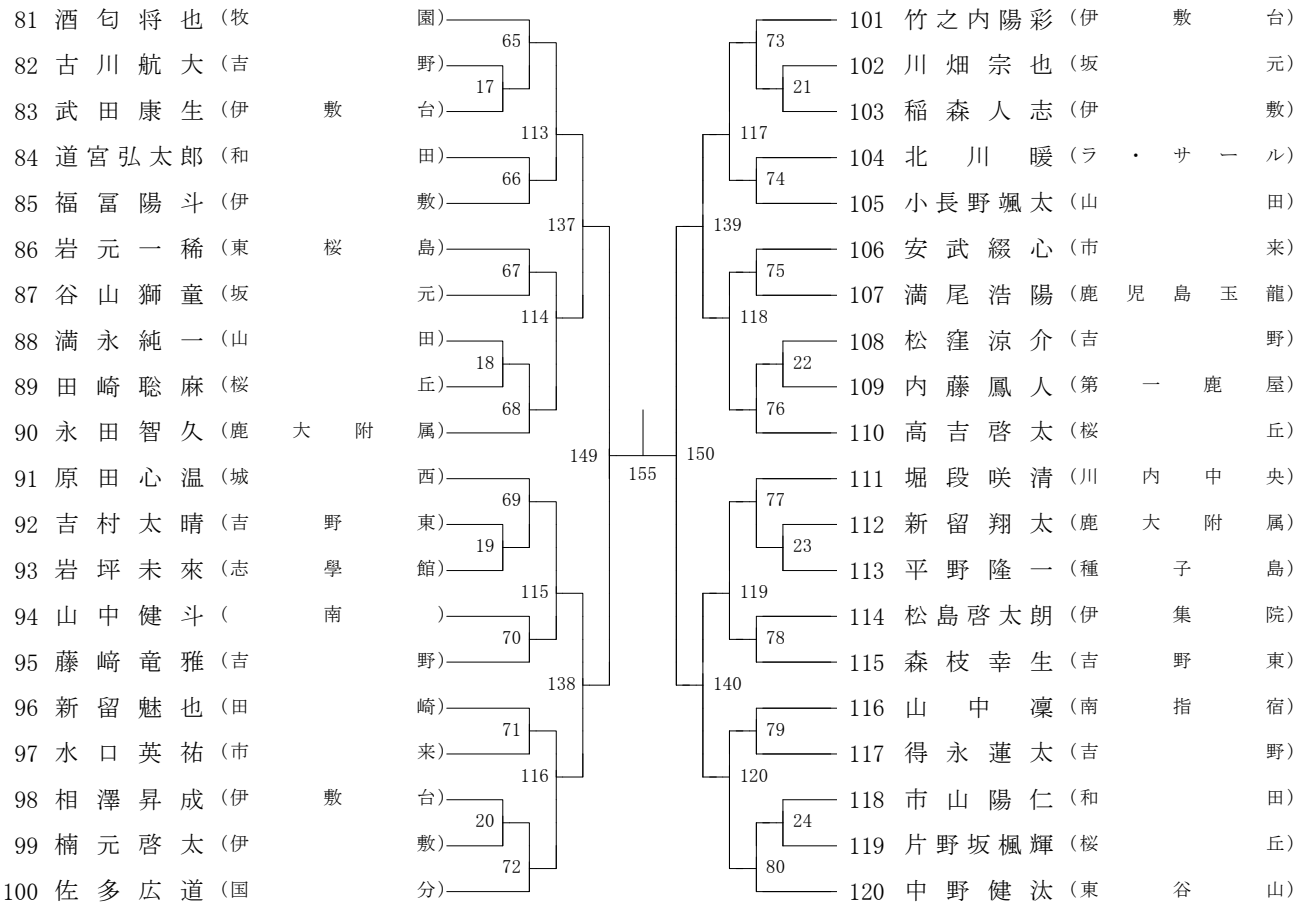 81 酒匂将也（牧園）
82 古川航大（吉野）
83 武田康生（伊敷台）
84 道宮弘太郎（和田）
85 福冨陽斗（伊敷）
86 岩元一稀（東桜島）
87 谷山獅童（坂元）
88 満永純一（山田）
89 田崎聡麻（桜丘）
90 永田智久（鹿大附属）
91 原田心温（城西）
92 吉村太晴（吉野東）
93 岩坪未來（志學館）
94 山中健斗（南）
95 藤﨑竜雅（吉野）
96 新留魅也（田崎）
97 水口英祐（市来）
98 相澤昇成（伊敷台）
99 楠元啓太（伊敷）
100 佐多広道（国分）
65
17
113
66
137
67
114
18
68
149
69
19
115
70
138
71
116
20
72
155
73
21
117
74
139
75
118
22
76
150
77
23
119
78
140
79
120
24
80
101 竹之内陽彩（伊敷台）
102 川畑宗也（坂元）
103 稲森人志（伊敷）
104 北川暖（ラ・サール）
105 小長野颯太（山田）
106 安武綴心（市来）
107 満尾浩陽（鹿児島玉龍）
108 松窪涼介（吉野）
109 内藤鳳人（第一鹿屋）
110 高吉啓太（桜丘）
111 堀段咲清（川内中央）
112 新留翔太（鹿大附属）
113 平野隆一（種子島）
114 松島啓太朗（伊集院）
115 森枝幸生（吉野東）
116 山中凜（南指宿）
117 得永蓮太（吉野）
118 市山陽仁（和田）
119 片野坂楓輝（桜丘）
120 中野健汰（東谷山）